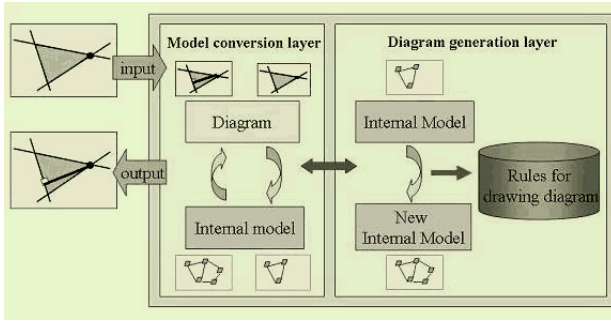 Model conversion layer
Diagram generation layer
input
Diagram
Internal Model
output
Rules for
drawing diagram
Internal model
New
Internal Model